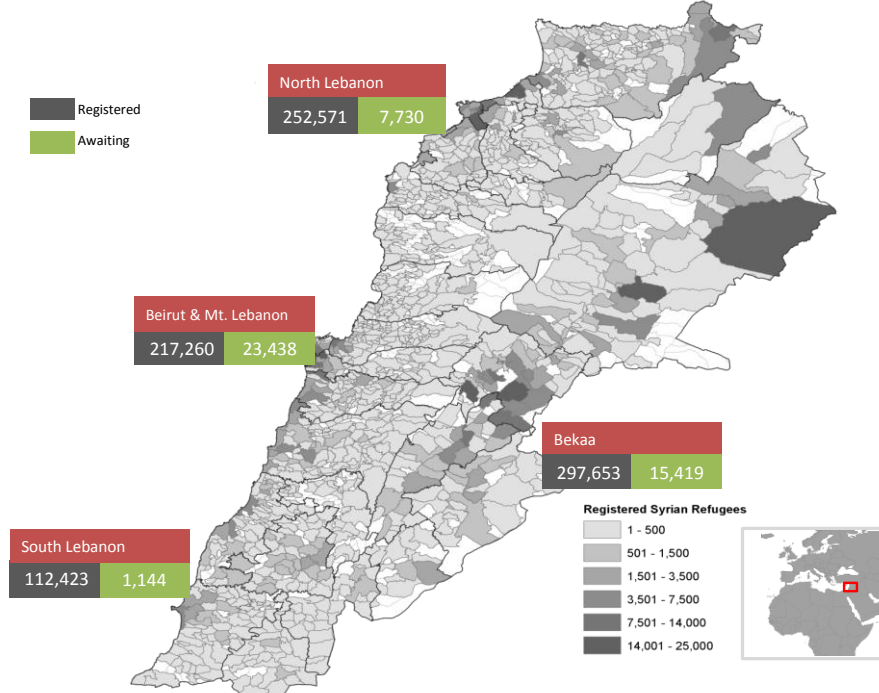 North Lebanon
252,571 7,730
Registered
Awaiting
Beirut & Mt. Lebanon
217,260 23,438
Bekaa
297,653 15,419
South Lebanon
112,423 1,144
Registered Syrian Refugees
1 - 500
501 - 1,500
1,501 - 3,500
3,501 - 7,500
7,501 - 14,000
14,001 - 25,000